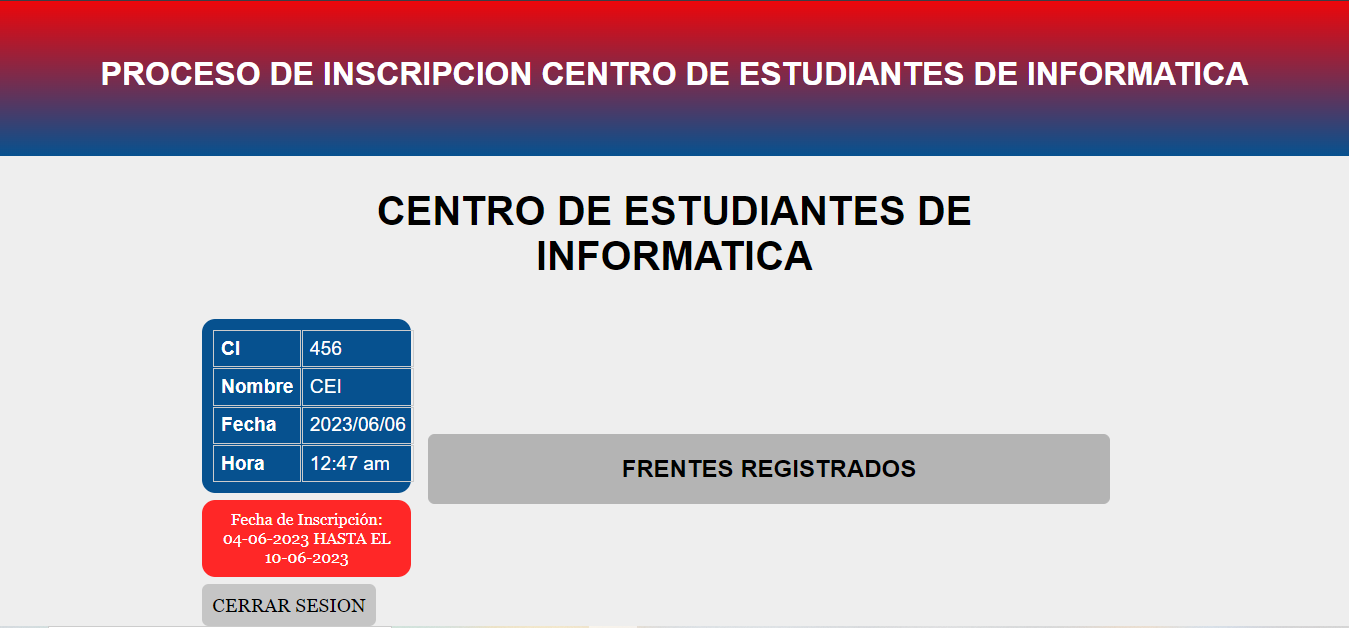 PROCESO DE INSCRIPCION CENTRO DE ESTUDIANTES DE INFORMATICA
CENTRO DE ESTUDIANTES DE
INFORMATICA
CI 456
Nombre CEI
Fecha 2023/06/06
Hora 12:47 am
FRENTES REGISTRADOS
Fecha de Inscripción:
04-06-2023 HASTA EL
10-06-2023
CERRAR SESION